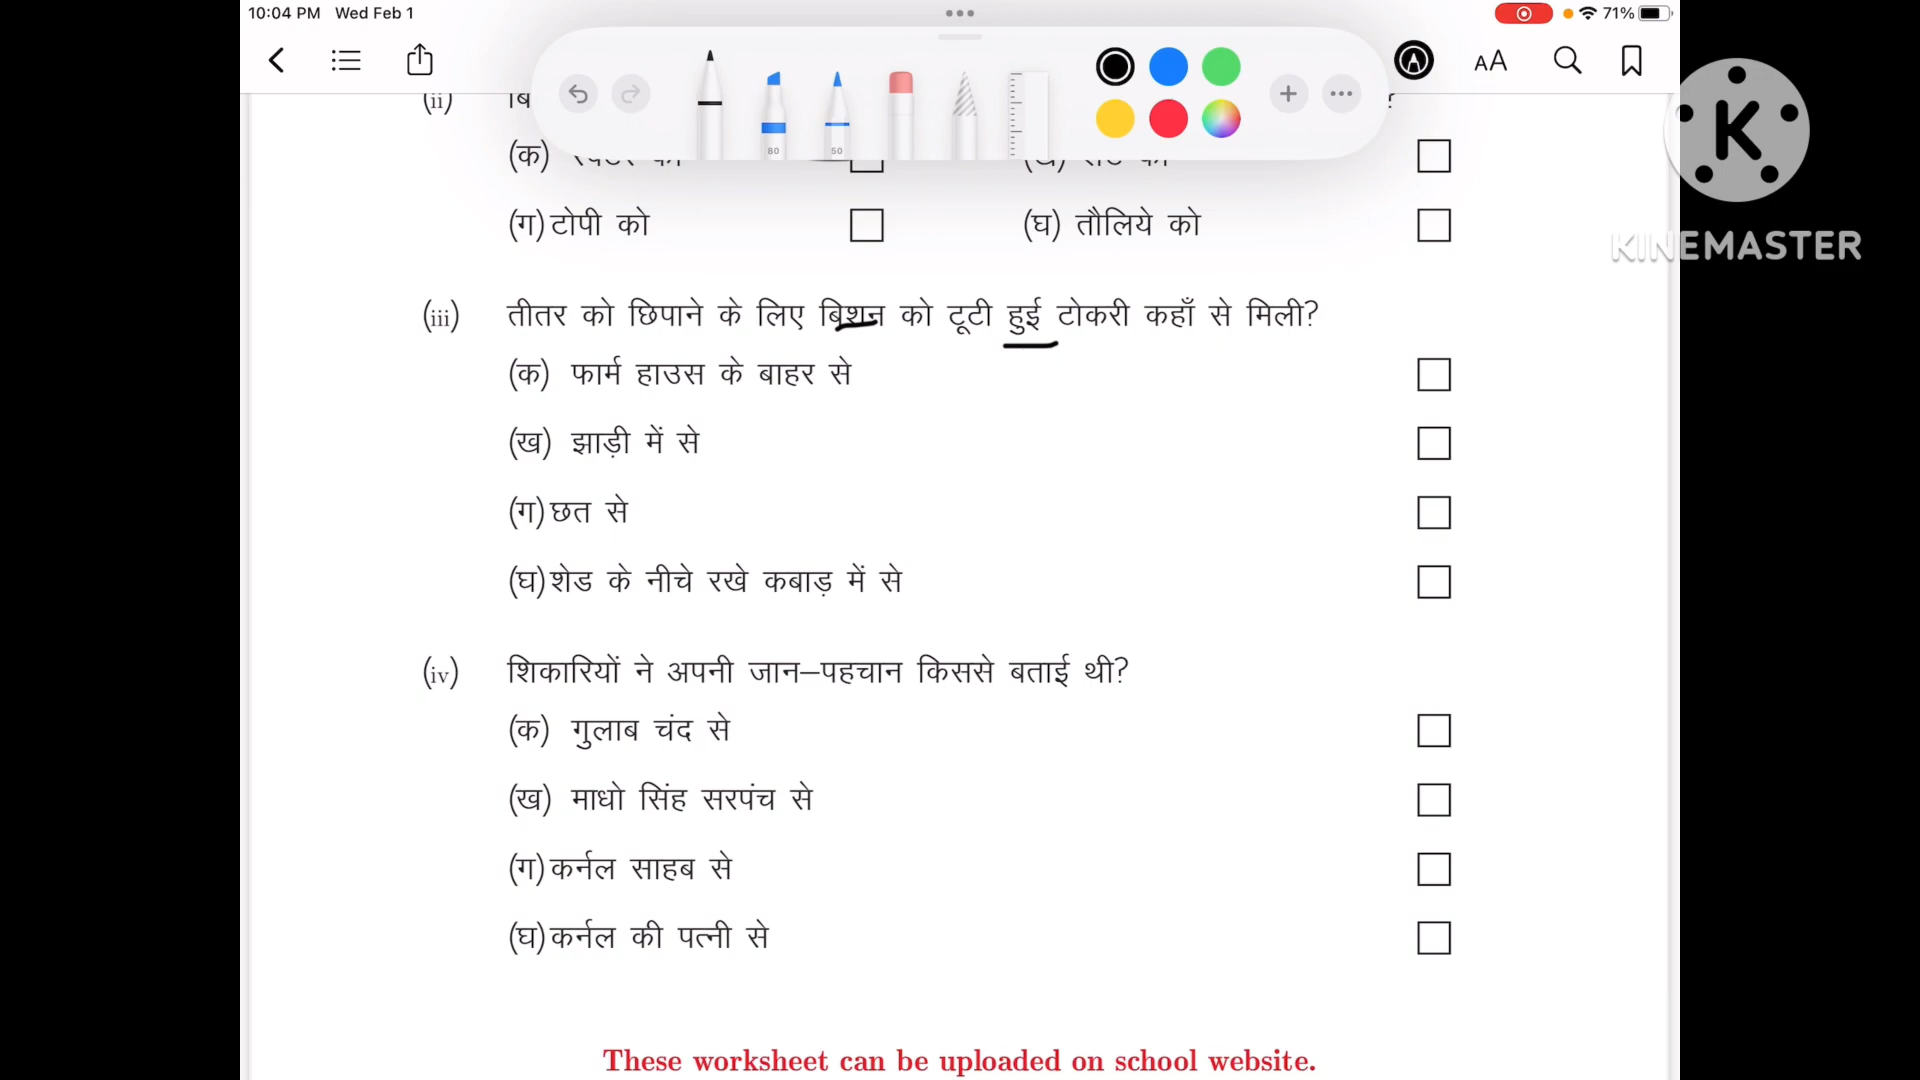 10:04 PM Wed Feb 1
71%
AA
80
50
K
KINEMASTER
(ii) बि ?
(क)
(ग) टोपी को (घ) तौलिये को
(iii) तीतर को छिपाने के लिए बिशन को टूटी हुई टोकरी कहाँ से मिली?
(क) फार्म हाउस के बाहर से
(ख) झाड़ी में से
(ग) छत से
(घ) शेड के नीचे रखे कबाड़ में से
(iv) शिकारियों ने अपनी जान–पहचान किससे बताई थी?
(क) गुलाब चंद से
(ख) माधो सिंह सरपंच से
(ग) कर्नल साहब से
(घ) कर्नल की पत्नी से
These worksheet can be uploaded on school website.